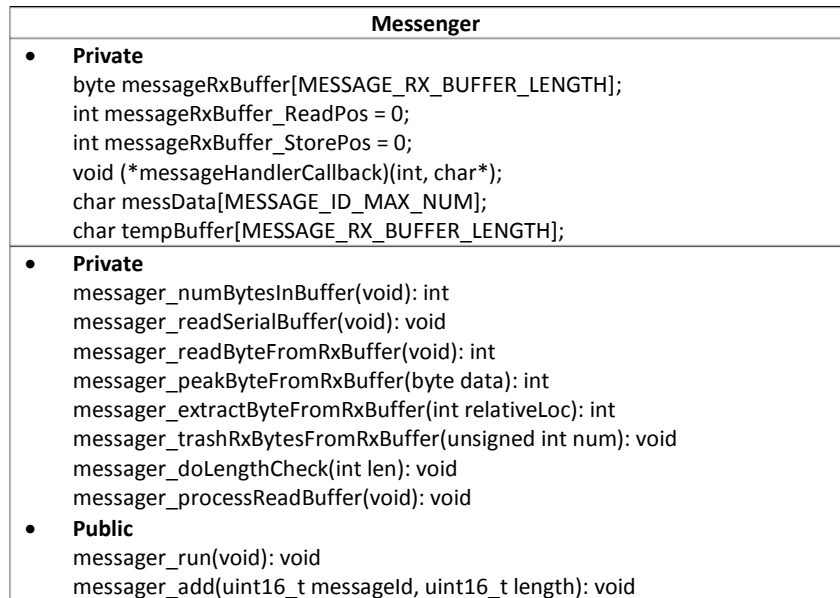 Messenger
• Private
byte messageRxBuffer[MESSAGE_RX_BUFFER_LENGTH];
int messageRxBuffer_ReadPos = 0;
int messageRxBuffer_StorePos = 0;
void (*messageHandlerCallback)(int, char*);
char messData[MESSAGE_ID_MAX_NUM];
char tempBuffer[MESSAGE_RX_BUFFER_LENGTH];
• Private
messager_numBytesInBuffer(void): int
messager_readSerialBuffer(void): void
messager_readByteFromRxBuffer(void): int
messager_peakByteFromRxBuffer(byte data): int
messager_extractByteFromRxBuffer(int relativeLoc): int
messager_trashRxBytesFromRxBuffer(unsigned int num): void
messager_doLengthCheck(int len): void
messager_processReadBuffer(void): void
• Public
messager_run(void): void
messager_add(uint16_t messageId, uint16_t length): void